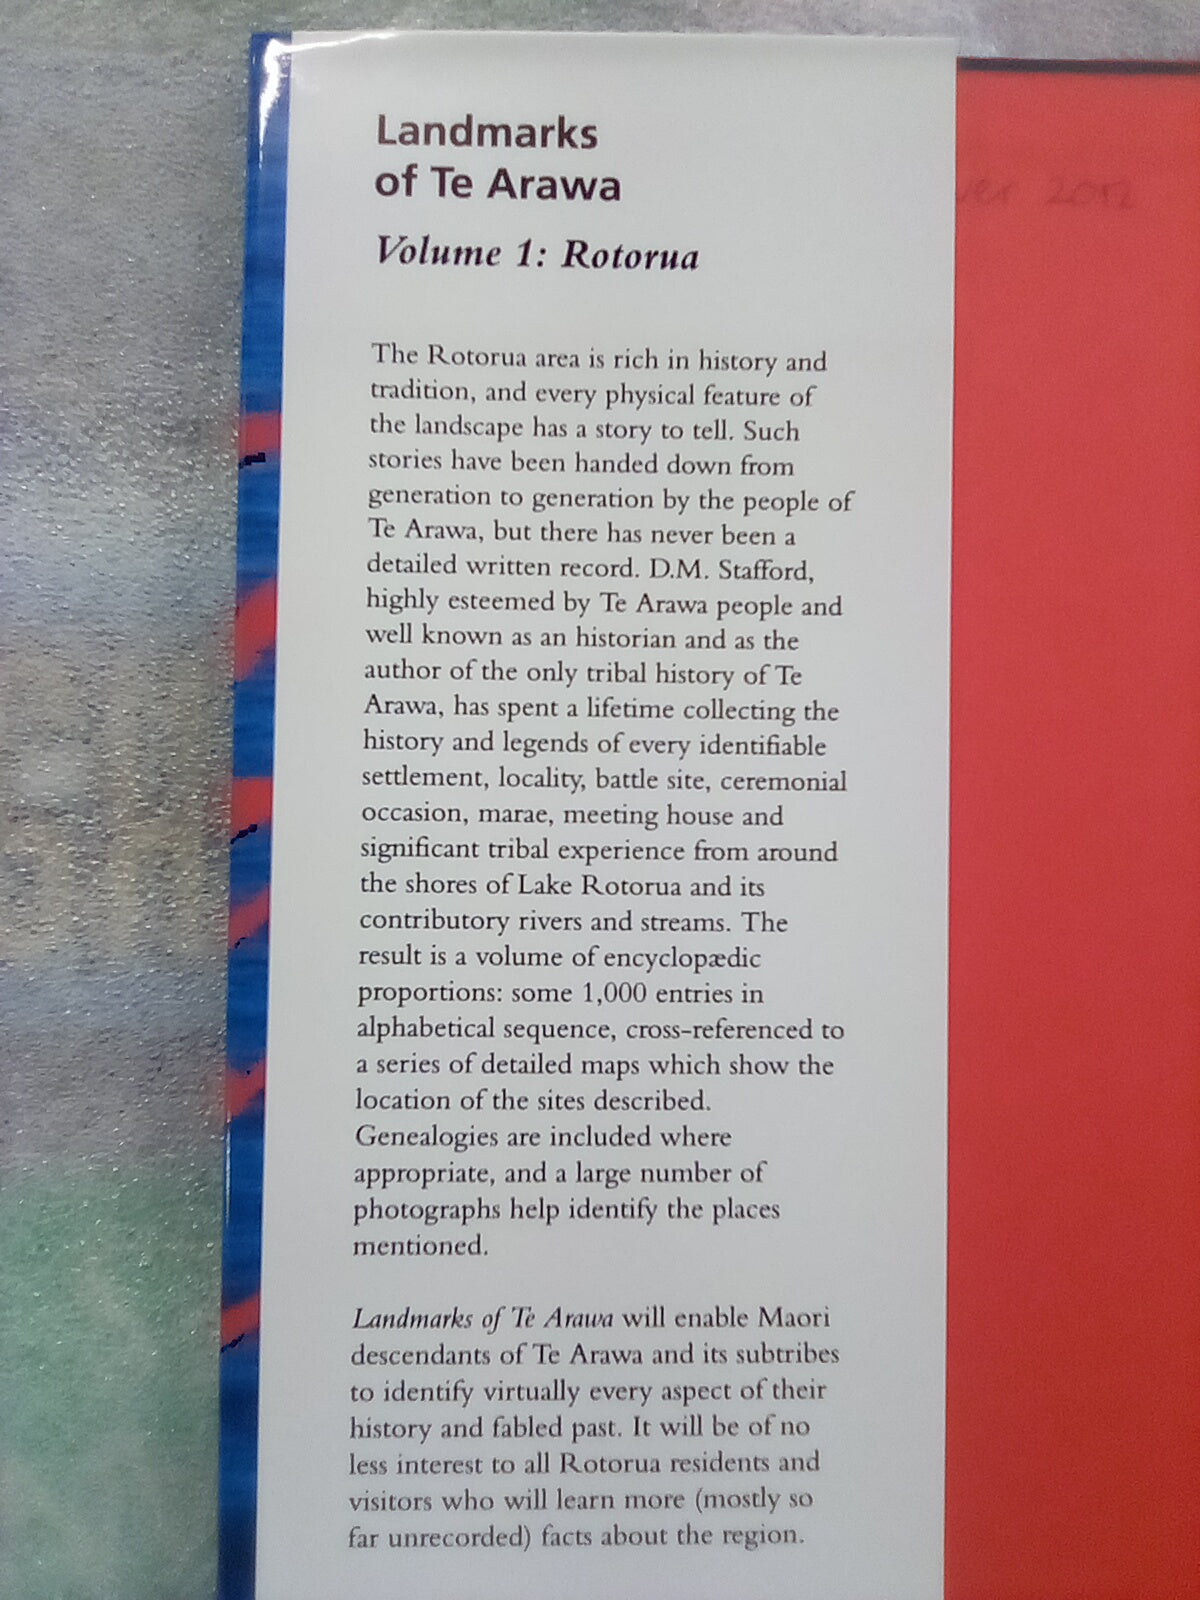 Landmarks
of Te Arawa
Volume 1: Rotorua
The Rotorua area is rich in history and
tradition, and every physical feature of
the landscape has a story to tell. Such
stories have been handed down from
generation to generation by the people of
Te Arawa, but there has never been a
detailed written record. D.M. Stafford,
highly esteemed by Te Arawa people and
well known as an historian and as the
author of the only tribal history of Te
Arawa, has spent a lifetime collecting the
history and legends of every identifiable
settlement, locality, battle site, ceremonial
occasion, marae, meeting house and
significant tribal experience from around
the shores of Lake Rotorua and its
contributory rivers and streams. The
result is a volume of encyclopædic
proportions: some 1,000 entries in
alphabetical sequence, cross-referenced to
a series of detailed maps which show the
location of the sites described.
Genealogies are included where
appropriate, and a large number of
photographs help identify the places
mentioned.
Landmarks of Te Arawa will enable Maori
descendants of Te Arawa and its subtribes
to identify virtually every aspect of their
history and fabled past. It will be of no
less interest to all Rotorua residents and
visitors who will learn more (mostly so
far unrecorded) facts about the region.
2012